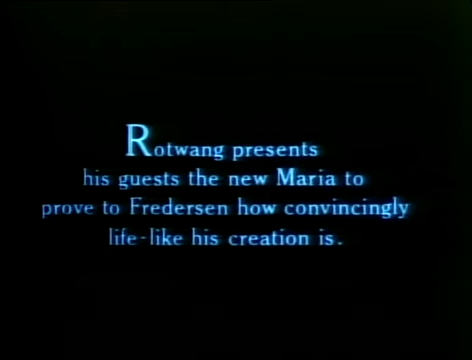 Rotwang presents
his guests the new Maria to
prove to Fredersen how convincingly
life-like his creation is.